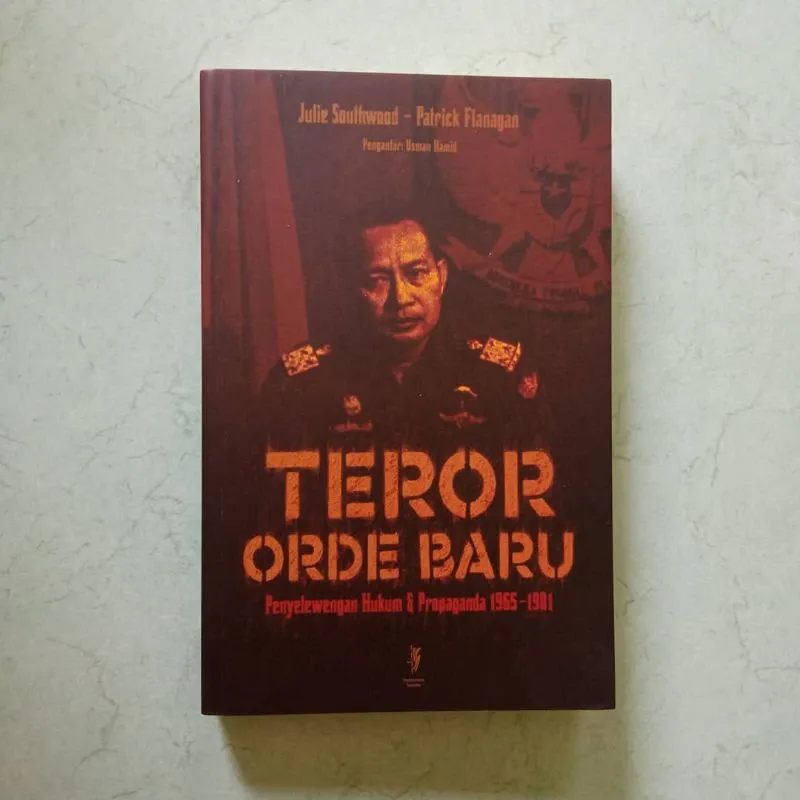 Julie Southwood - Patrick Flanagan
Pengantar: Usman Hamid
TEROR
ORDE BARU
Penyelewengan Hukum & Propaganda 1965-1981